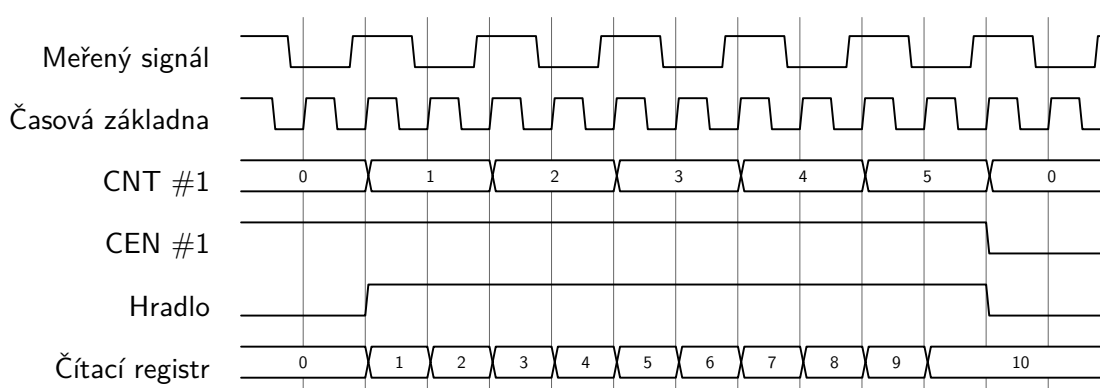 Meřený signál
Časová základna
CNT #1 0 1 2 3 4 5 0
CEN #1
Hradlo
Čítací registr 0 1 2 3 4 5 6 7 8 9 10